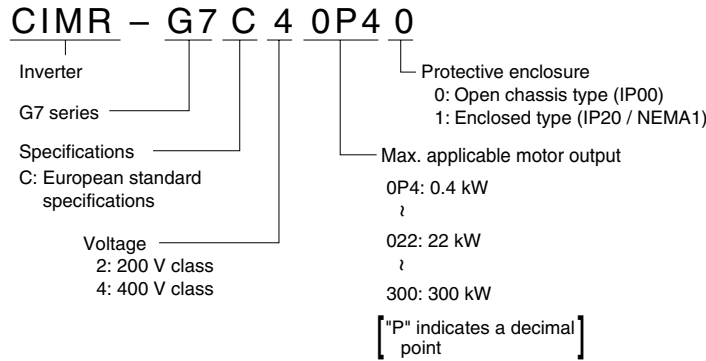 CIMR – G7 C 4 0P4 0
Inverter
G7 series
Specifications
C: European standard
specifications
Voltage
2: 200 V class
4: 400 V class
Protective enclosure
0: Open chassis type (IP00)
1: Enclosed type (IP20 / NEMA1)
Max. applicable motor output
0P4: 0.4 kW
~
022: 22 kW
~
300: 300 kW
["P" indicates a decimal
point]